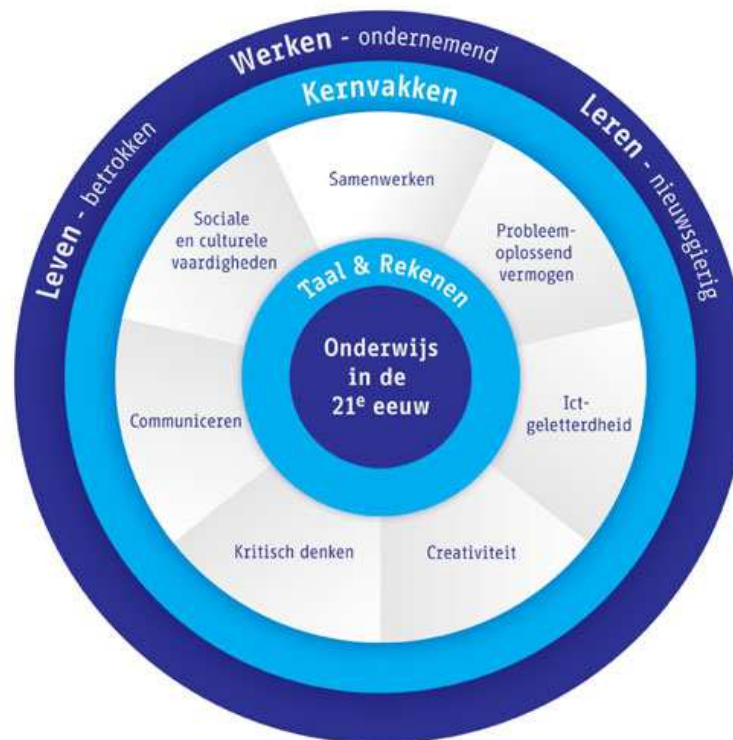 Werken - ondernemend
Leven - betrokken
Leren - nieuwsgierig
Kernvakken
Samenwerken
Probleem-
oplossend
vermogen
Ict-
geletterdheid
Creativiteit
Kritisch denken
Communiceren
Sociale
en culturele
vaardigheden
Taal & Rekenen
Onderwijs
in de
21e eeuw